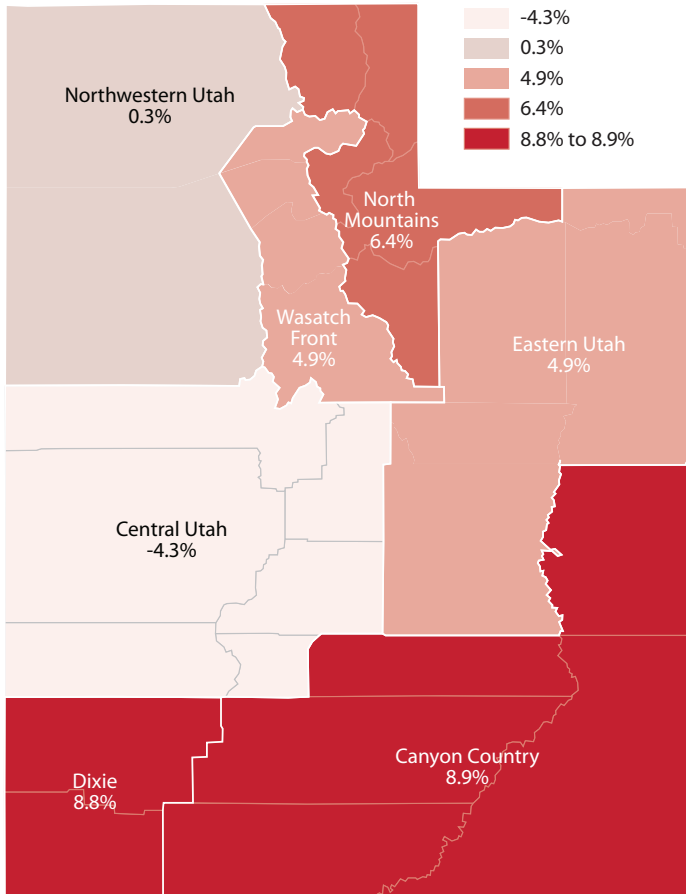 -4.3%
0.3%
4.9%
6.4%
8.8% to 8.9%
Northwestern Utah
0.3%
North
Mountains
6.4%
Wasatch
Front
4.9%
Eastern Utah
4.9%
Central Utah
-4.3%
Canyon Country
8.9%
Dixie
8.8%